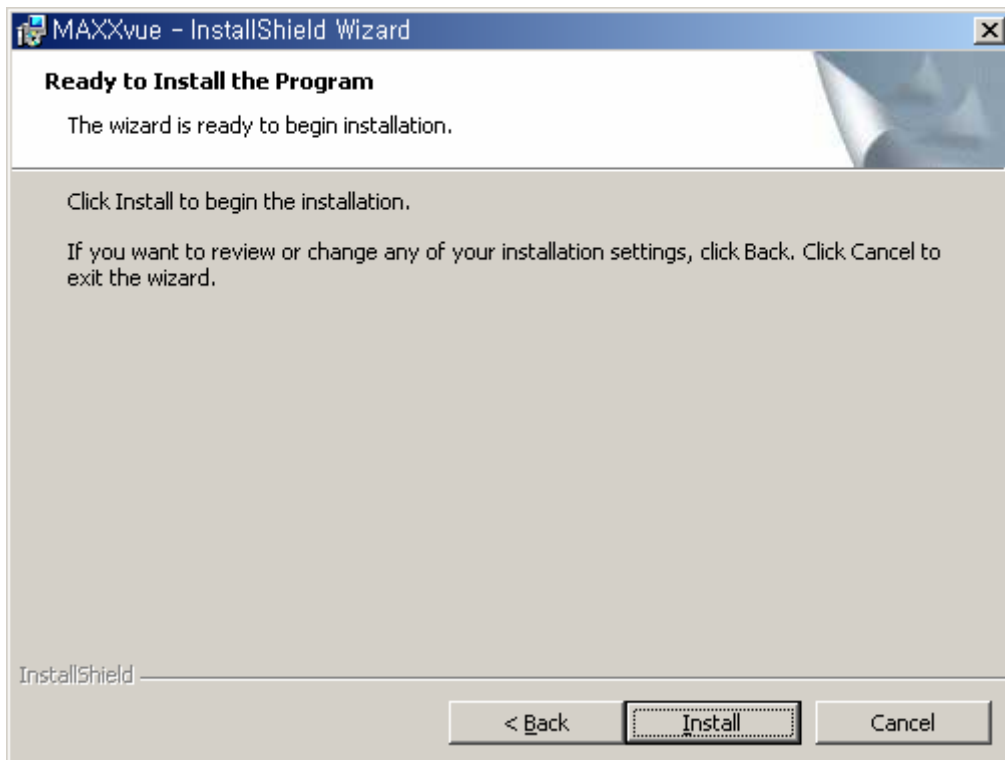 MAXXvue - InstallShield Wizard
Ready to Install the Program
The wizard is ready to begin installation.
Click Install to begin the installation.
If you want to review or change any of your installation settings, click Back. Click Cancel to
exit the wizard.
InstallShield
< Back
Install
Cancel